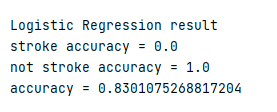 Logistic Regression result
stroke accuracy = 0.0
not stroke accuracy = 1.0
accuracy = 0.8301075268817204